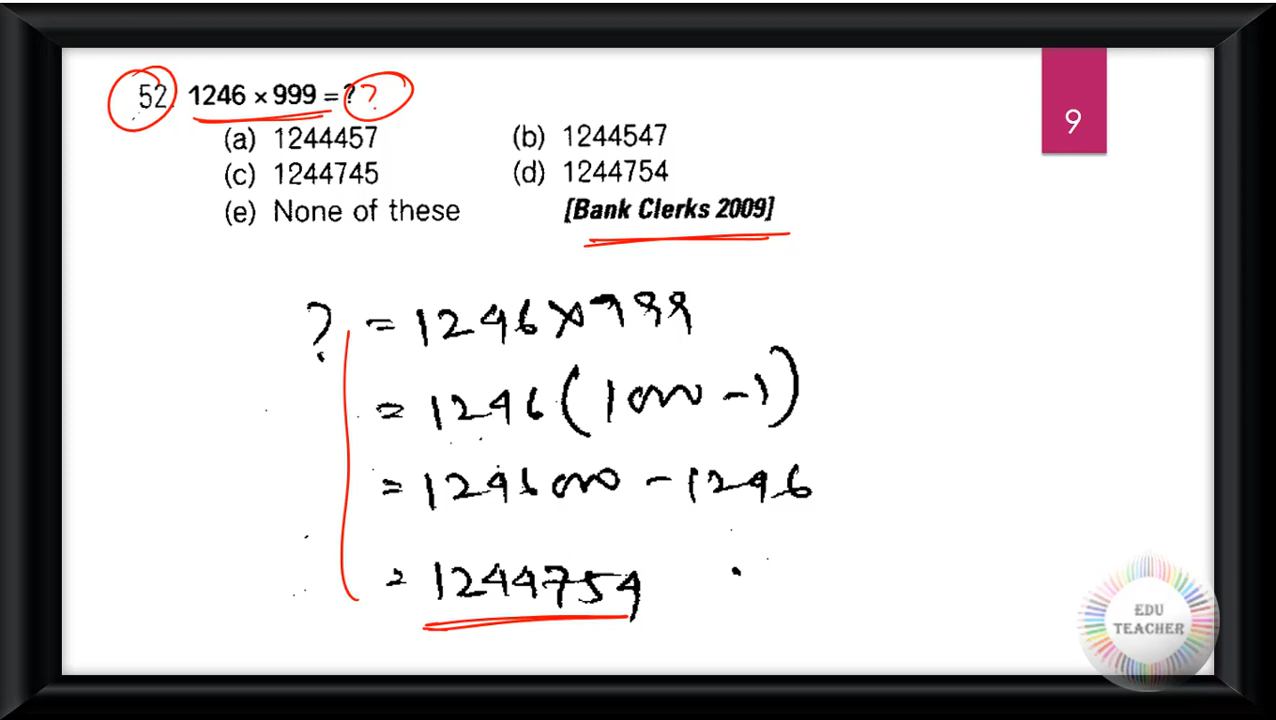 52. 1246 × 999 = ? ?
9
(a) 1244457 (b) 1244547
(c) 1244745 (d) 1244754
(e) None of these [Bank Clerks 2009]
? = 1246×999
= 1246(1000-1)
= 1246000-1246
= 1244754
EDU
TEACHER